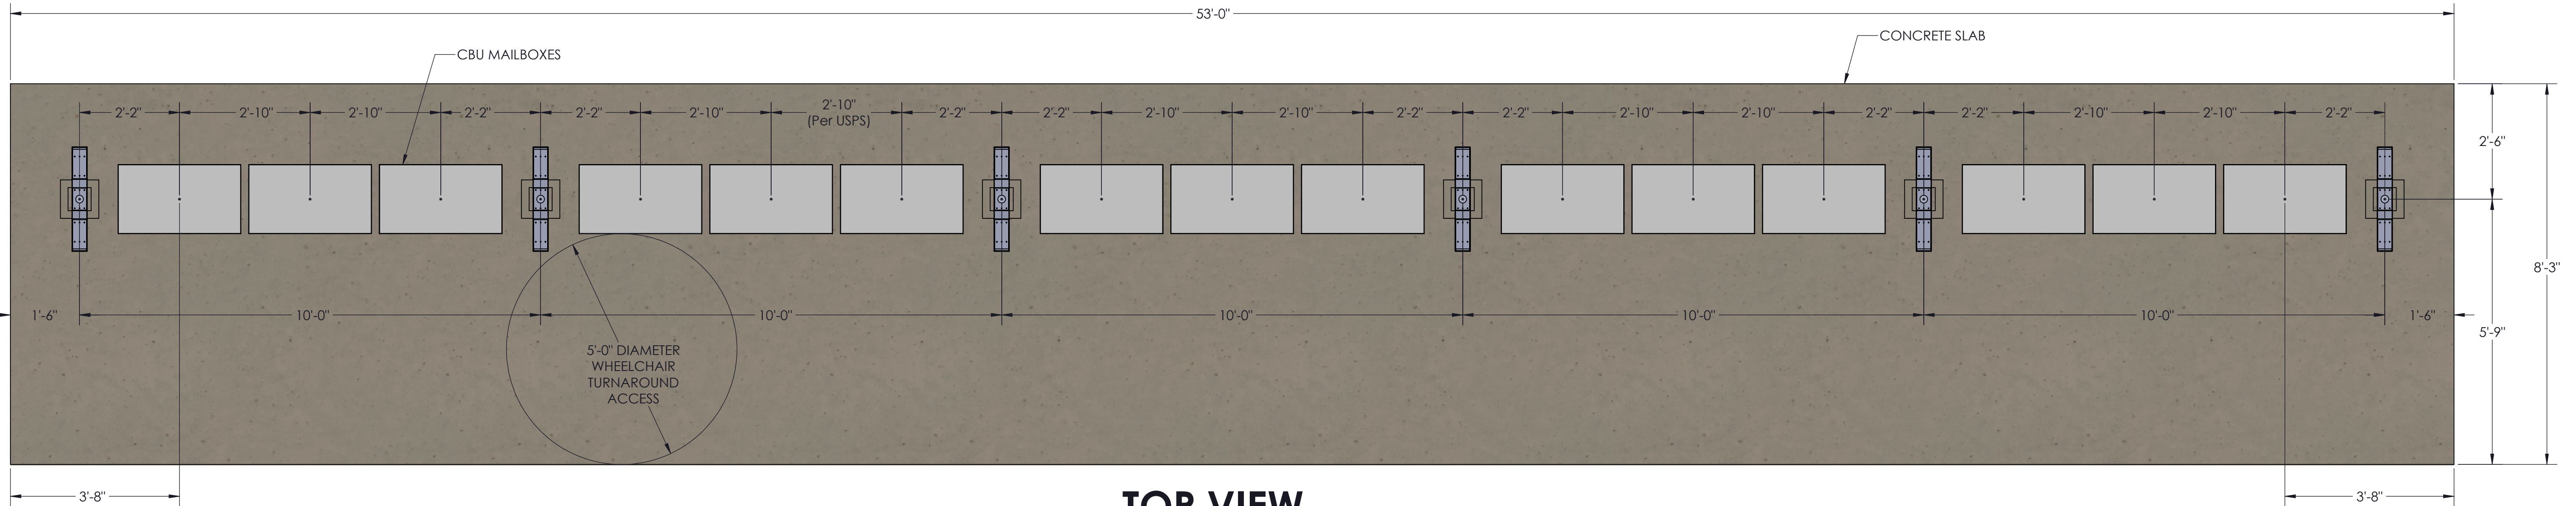 53'-0"
CONCRETE SLAB
CBU MAILBOXES
2'-2" 2'-10" 2'-10" 2'-2" 2'-2" 2'-10" 2'-10" 2'-2" 2'-2" 2'-10" 2'-10" 2'-2" 2'-2" 2'-10" 2'-10" 2'-2" 2'-2" 2'-10" 2'-10" 2'-2"
(Per USPS)
2'-6"
8'-3"
1'-6" 10'-0" 10'-0" 10'-0" 10'-0" 10'-0" 1'-6"
5'-9"
5'-0" DIAMETER
WHEELCHAIR
TURNAROUND
ACCESS
3'-8" 3'-8"
TOP VIEW